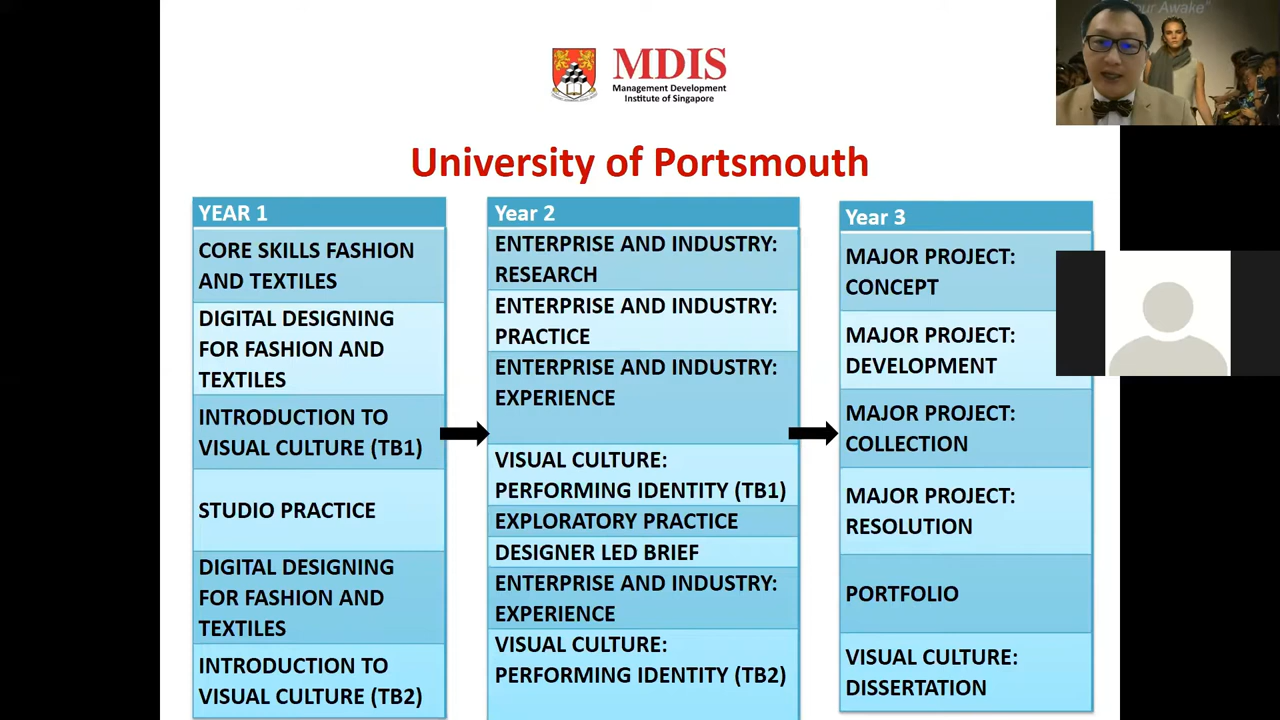 our Awake"
MDIS
Management Development
Institute of Singapore
University of Portsmouth
YEAR 1
CORE SKILLS FASHION
AND TEXTILES
DIGITAL DESIGNING
FOR FASHION AND
TEXTILES
INTRODUCTION TO
VISUAL CULTURE (TB1)
STUDIO PRACTICE
DIGITAL DESIGNING
FOR FASHION AND
TEXTILES
INTRODUCTION TO
VISUAL CULTURE (TB2)
Year 2
ENTERPRISE AND INDUSTRY:
RESEARCH
ENTERPRISE AND INDUSTRY:
PRACTICE
ENTERPRISE AND INDUSTRY:
EXPERIENCE
VISUAL CULTURE:
PERFORMING IDENTITY (TB1)
EXPLORATORY PRACTICE
DESIGNER LED BRIEF
ENTERPRISE AND INDUSTRY:
EXPERIENCE
VISUAL CULTURE:
PERFORMING IDENTITY (TB2)
Year 3
MAJOR PROJECT:
CONCEPT
MAJOR PROJECT:
DEVELOPMENT
MAJOR PROJECT:
COLLECTION
MAJOR PROJECT:
RESOLUTION
PORTFOLIO
VISUAL CULTURE:
DISSERTATION